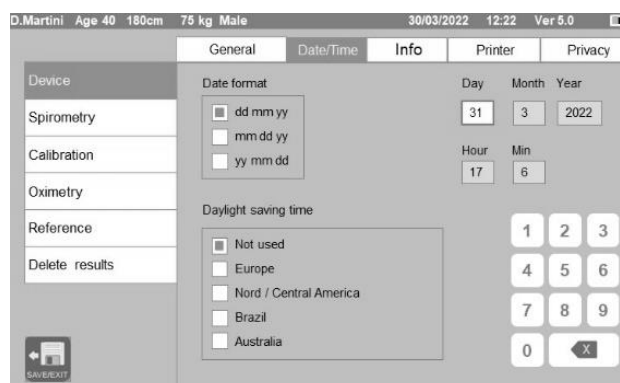 D.Martini Age 40 180cm 75 kg Male 30/03/2022 12:22 Ver 5.0
General Date/Time Info Printer Privacy
Device
Spirometry
Calibration
Oximetry
Reference
Delete results
Date format
dd mm yy
mm dd yy
yy mm dd
Day Month Year
31 3 2022
Hour Min
17 6
Daylight saving time
Not used
Europe
Nord / Central America
Brazil
Australia
1 2 3
4 5 6
7 8 9
0 X
SAVE/EXIT